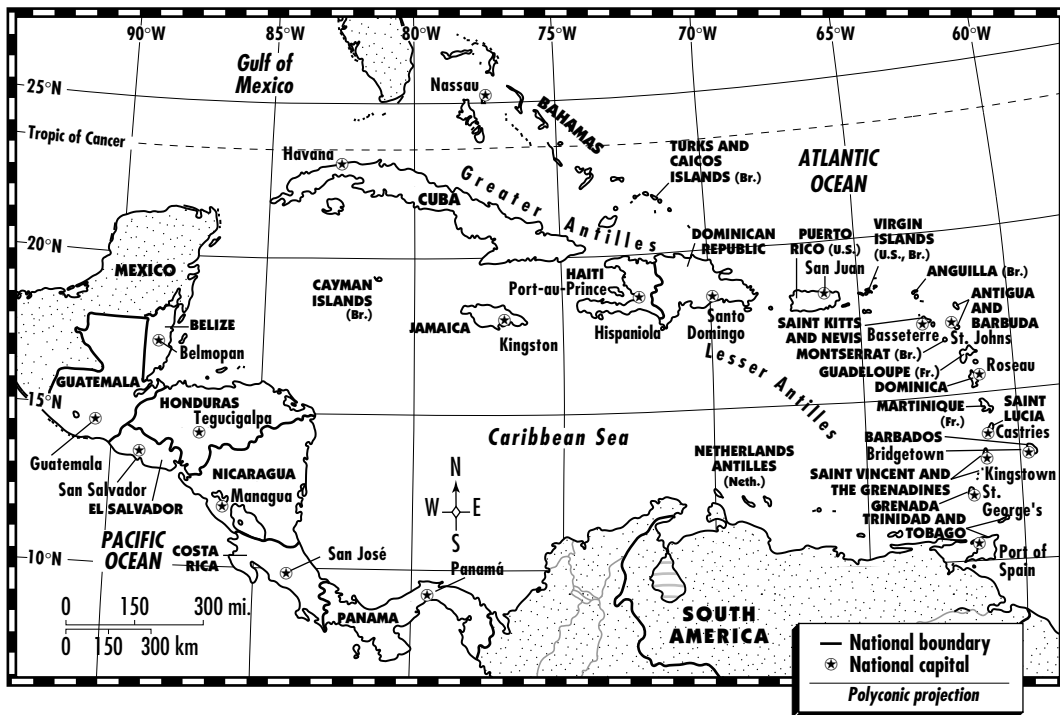 90°W
85°W
80°W
75°W
70°W
65°W
60°W
Gulf of
Mexico
25°N
Nassau
BAHAMAS
Tropic of Cancer
Havana
TURKS AND
CAICOS
ISLANDS (Br.)
ATLANTIC
OCEAN
CUBA
Greater Antilles
20°N
MEXICO
CAYMAN
ISLANDS
(Br.)
HAITI
Port-au-Prince
DOMINICAN
REPUBLIC
PUERTO
RICO (U.S.)
San Juan
VIRGIN
ISLANDS
(U.S., Br.)
ANGUILLA (Br.)
ANTIGUA
AND
BARBUDA
St. Johns
BELIZE
Belmopan
JAMAICA
Kingston
Hispaniola
Santo
Domingo
SAINT KITTS
AND NEVIS
Basseterre
MONTSERRAT (Br.)
GUADELOUPE (Fr.)
Roseau
DOMINICA
Lesser Antilles
GUATEMALA
15°N
HONDURAS
Tegucigalpa
MARTINIQUE
(Fr.)
SAINT
LUCIA
Castries
Caribbean Sea
BARBADOS
Bridgetown
Guatemala
San Salvador
EL SALVADOR
NICARAGUA
Managua
NETHERLANDS
ANTILLES
(Neth.)
SAINT VINCENT AND
THE GRENADINES
Kingstown
GRENADA
St.
George's
TRINIDAD AND
TOBAGO
Port of
Spain
N
W E
S
PACIFIC
OCEAN
COSTA
RICA
San José
10°N
Panamá
PANAMA
0 150 300 mi.
0 150 300 km
SOUTH
AMERICA
National boundary
National capital
Polyconic projection